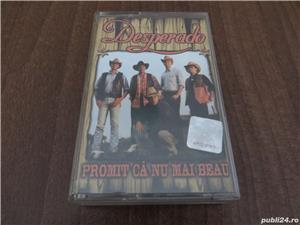 Desperado
PROMIT CĂ NU MAI BEAU
publi24.ro